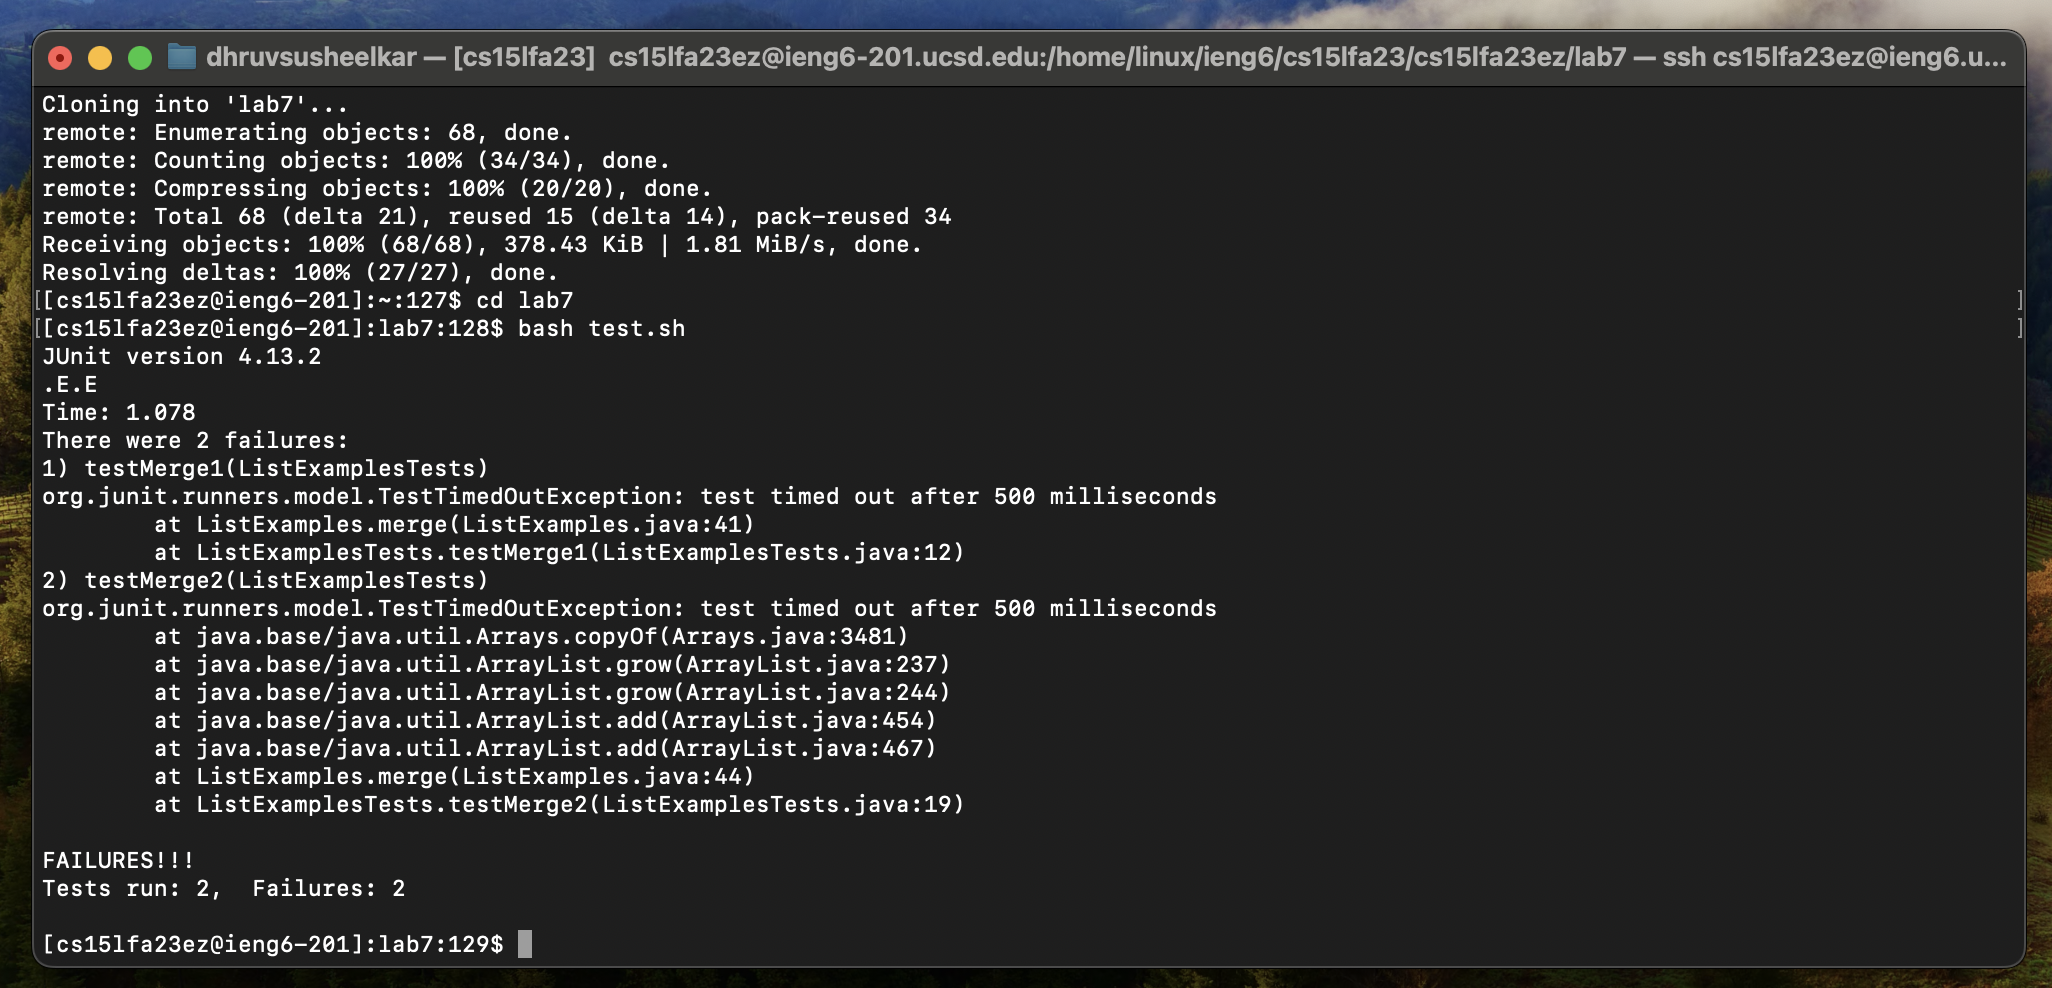 dhruvsusheelkar — [cs15lfa23] cs15lfa23ez@ieng6-201.ucsd.edu:/home/linux/ieng6/cs15lfa23/cs15lfa23ez/lab7 — ssh cs15lfa23ez@ieng6.u...
Cloning into 'lab7'...
remote: Enumerating objects: 68, done.
remote: Counting objects: 100% (34/34), done.
remote: Compressing objects: 100% (20/20), done.
remote: Total 68 (delta 21), reused 15 (delta 14), pack-reused 34
Receiving objects: 100% (68/68), 378.43 KiB | 1.81 MiB/s, done.
Resolving deltas: 100% (27/27), done.
[[cs15lfa23ez@ieng6-201]:~:127$ cd lab7 ]
[[cs15lfa23ez@ieng6-201]:lab7:128$ bash test.sh ]
JUnit version 4.13.2
.E.E
Time: 1.078
There were 2 failures:
1) testMerge1(ListExamplesTests)
org.junit.runners.model.TestTimedOutException: test timed out after 500 milliseconds
        at ListExamples.merge(ListExamples.java:41)
        at ListExamplesTests.testMerge1(ListExamplesTests.java:12)
2) testMerge2(ListExamplesTests)
org.junit.runners.model.TestTimedOutException: test timed out after 500 milliseconds
        at java.base/java.util.Arrays.copyOf(Arrays.java:3481)
        at java.base/java.util.ArrayList.grow(ArrayList.java:237)
        at java.base/java.util.ArrayList.grow(ArrayList.java:244)
        at java.base/java.util.ArrayList.add(ArrayList.java:454)
        at java.base/java.util.ArrayList.add(ArrayList.java:467)
        at ListExamples.merge(ListExamples.java:44)
        at ListExamplesTests.testMerge2(ListExamplesTests.java:19)
FAILURES!!!
Tests run: 2,  Failures: 2
[cs15lfa23ez@ieng6-201]:lab7:129$